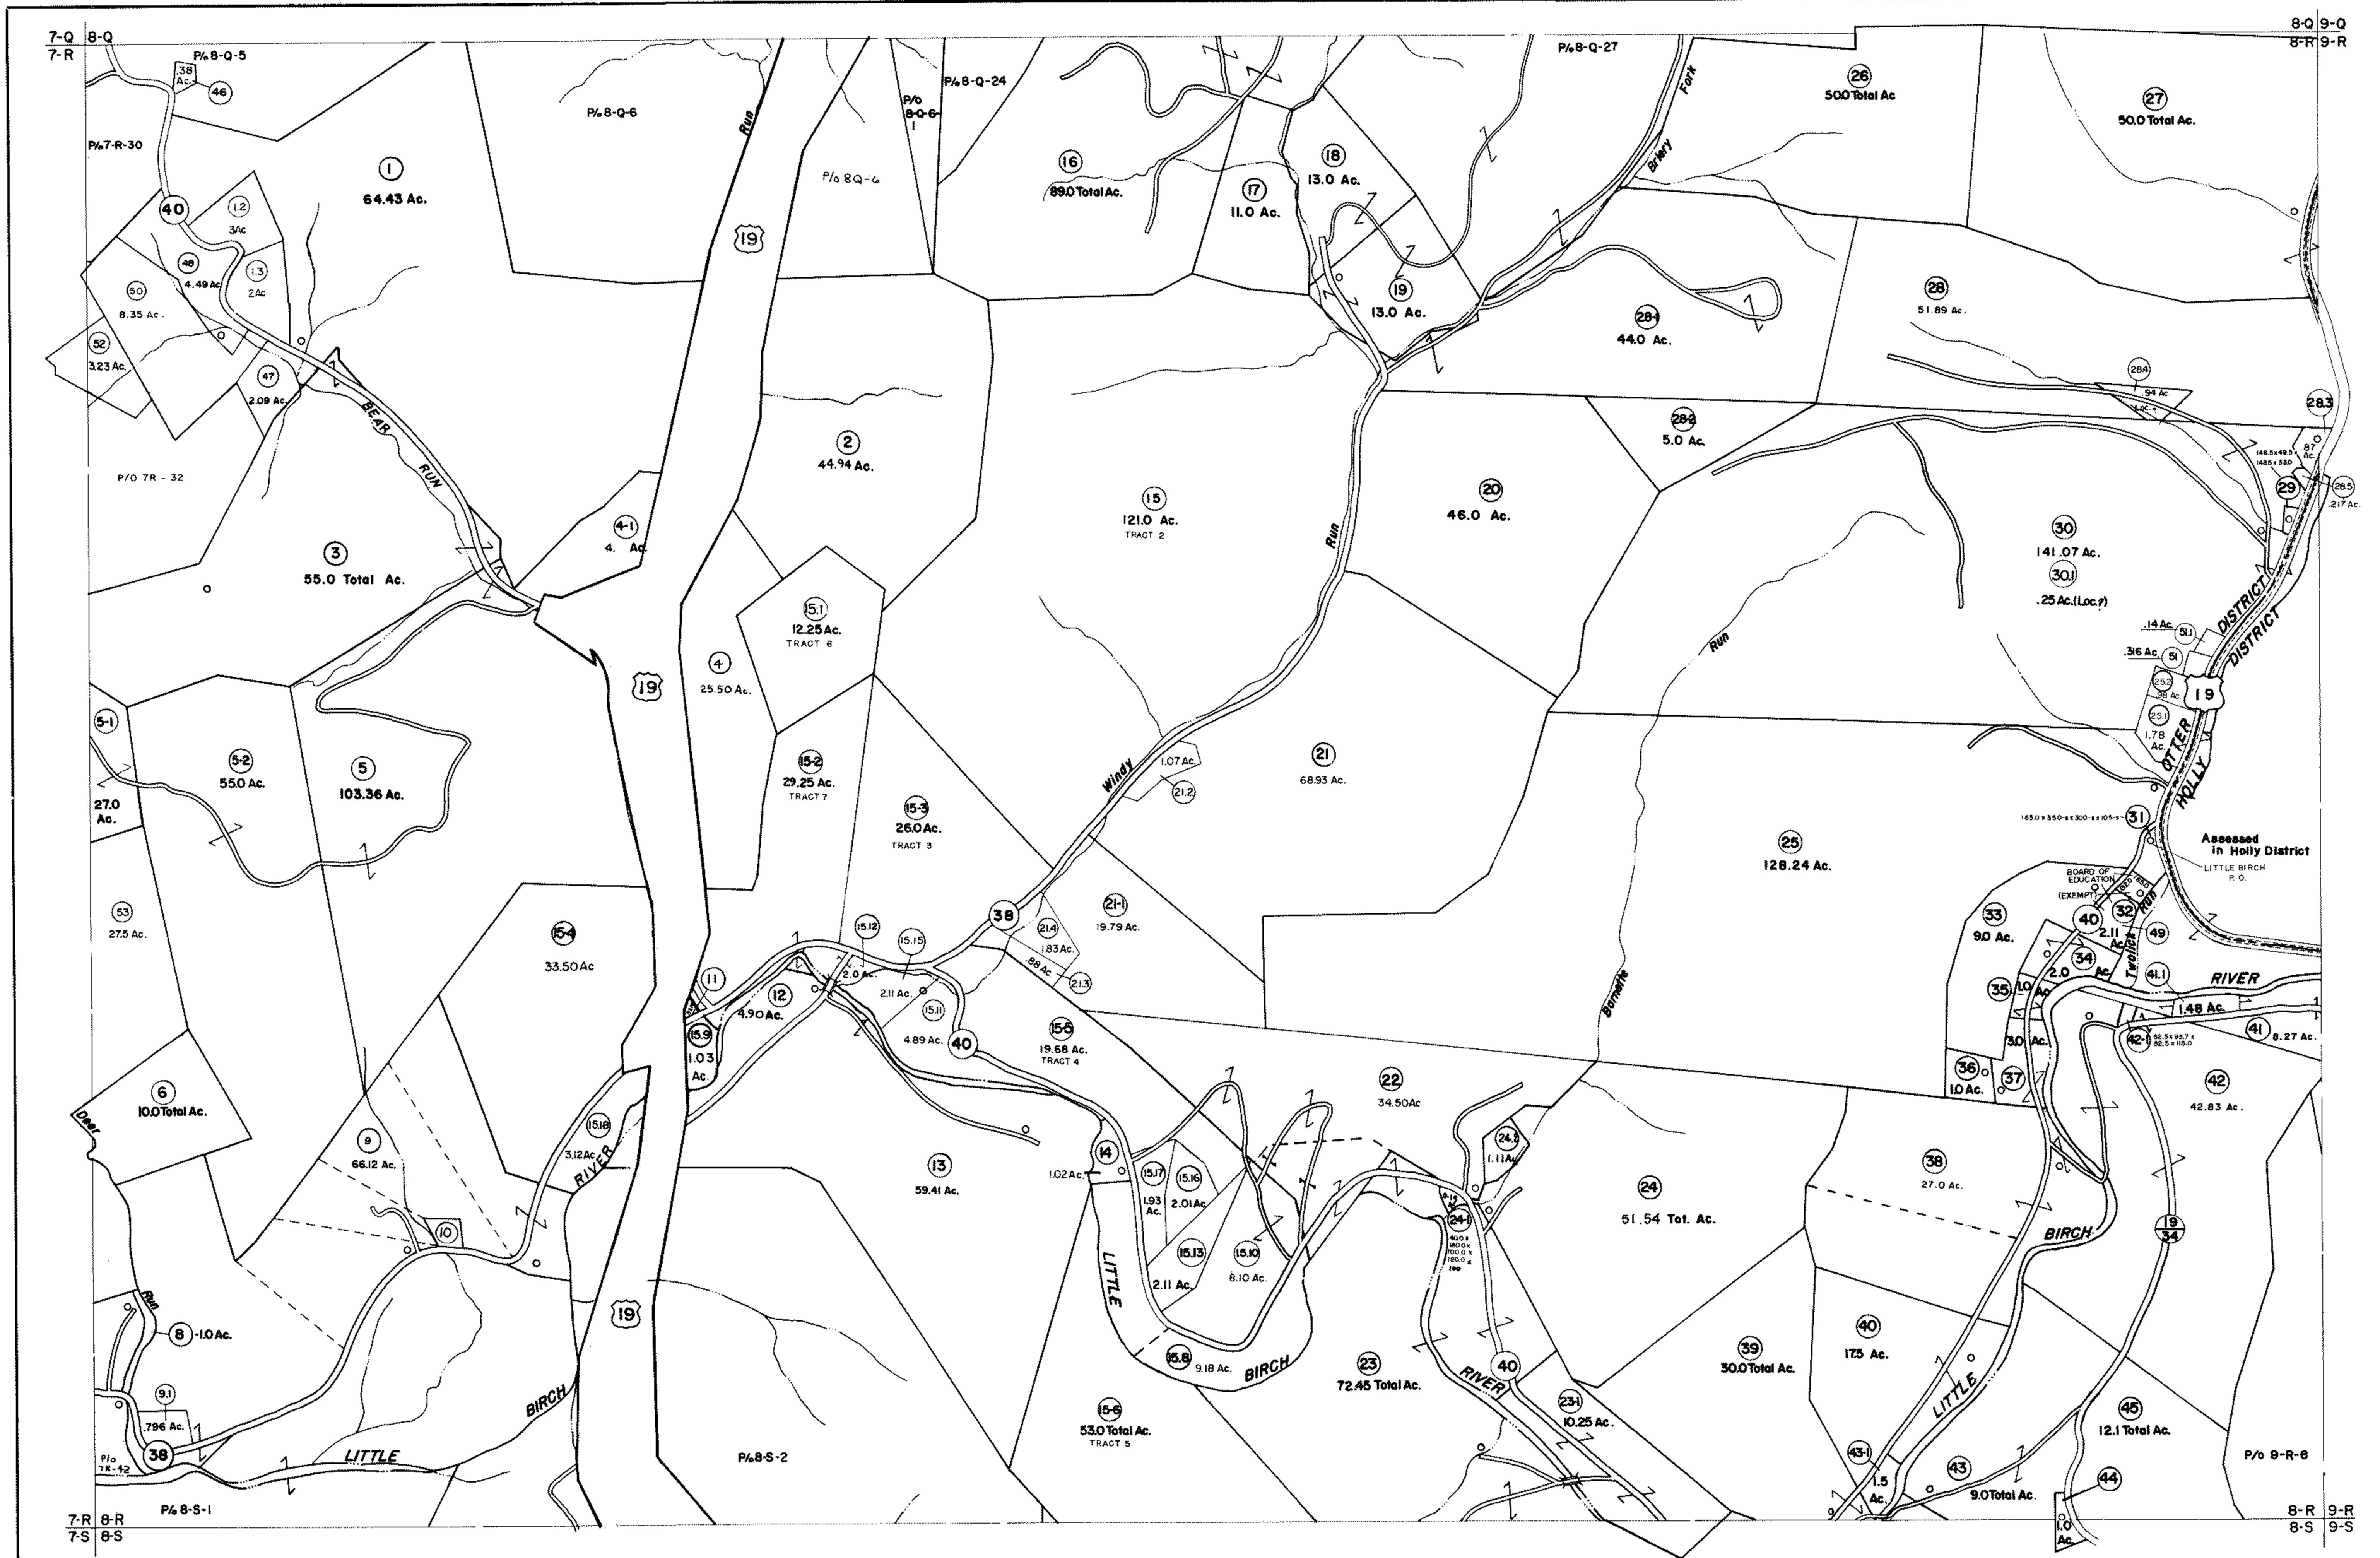 7-Q 8-Q
7-R
8-Q 9-Q
8-R 9-R
P/o 8-Q-5
.38
Ac.
46
P/o 7-R-30
1
64.43 Ac.
P/o 8-Q-6
Run
P/o 8Q-6
P/o
8-Q-6-
1
P/o 8-Q-24
P/o 8-Q-27
Fork
Briery
16
89.0 Total Ac.
17
11.0 Ac.
18
13.0 Ac.
19
13.0 Ac.
26
50.0 Total Ac
27
50.0 Total Ac.
40
1.2
3Ac
1.3
2Ac
48
4.49 Ac
50
8.35 Ac.
52
3.23 Ac.
47
2.09 Ac.
BEAR
RUN
19
28-1
44.0 Ac.
28
51.89 Ac.
28.4
.94 Ac.
28.3
.87
Ac.
29
28.5
.217 Ac.
2
44.94 Ac.
28-2
5.0 Ac.
P/O 7R - 32
3
55.0 Total Ac.
4-1
4. Ac.
15
121.0 Ac.
TRACT 2
Run
20
46.0 Ac.
30
141.07 Ac.
30.1
.25 Ac.(Loc.?)
DISTRICT
DISTRICT
.14 Ac.
51.1
.316 Ac.
51
25.2
.38 Ac.
25.1
1.78
Ac.
19
OTTER
HOLLY
15.1
12.25 Ac.
TRACT 6
4
25.50 Ac.
19
Run
5-1
27.0
Ac.
5-2
55.0 Ac.
5
103.36 Ac.
15-2
29.25 Ac.
TRACT 7
15-3
26.0 Ac.
TRACT 3
Windy
1.07 Ac.
21.2
21
68.93 Ac.
25
128.24 Ac.
31
Assessed
in Holly District
LITTLE BIRCH
P. O.
BOARD OF
EDUCATION
(EXEMPT)
32
Run
40
2.11
Ac.
49
Twolick
33
9.0 Ac.
34
2.0 Ac.
35
1.0 Ac
41.1
1.48 Ac.
RIVER
53
27.5 Ac.
15-4
33.50 Ac
38
15.12
2.0 Ac.
15.15
2.11 Ac.
21.4
1.83 Ac.
.88 Ac.
21.3
21-1
19.79 Ac.
11
12
4.90 Ac.
15.9
1.03
Ac.
15.11
4.89 Ac.
40
15-5
19.68 Ac.
TRACT 4
Barnette
3.0 Ac.
36
1.0 Ac.
37
42-1
41
8.27 Ac.
42
42.83 Ac.
6
10.0 Total Ac.
Deer
9
66.12 Ac.
15.18
3.12 Ac
RIVER
13
59.41 Ac.
14
1.02 Ac.
15.17
1.93
Ac.
15.16
2.01 Ac
15.13
2.11 Ac.
15.10
8.10 Ac.
22
34.50 Ac
24.2
1.11 Ac
24-1
40.0 x
24
51.54 Tot. Ac.
38
27.0 Ac.
19
34
BIRCH
10
Run
8 -1.0 Ac.
19
LITTLE
15.8
9.18 Ac.
BIRCH
23
72.45 Total Ac.
40
RIVER
23-1
10.25 Ac.
39
30.0 Total Ac.
40
17.5 Ac.
LITTLE
45
12.1 Total Ac.
9.1
.796 Ac.
38
P/o
7R-42
LITTLE
BIRCH
P/o 8-S-1
P/o 8-S-2
15-6
53.0 Total Ac.
TRACT 5
43-1
1.5
Ac.
43
9.0 Total Ac.
44
1.0
Ac.
P/o 9-R-6
7-R 8-R
7-S 8-S
8-R 9-R
8-S 9-S